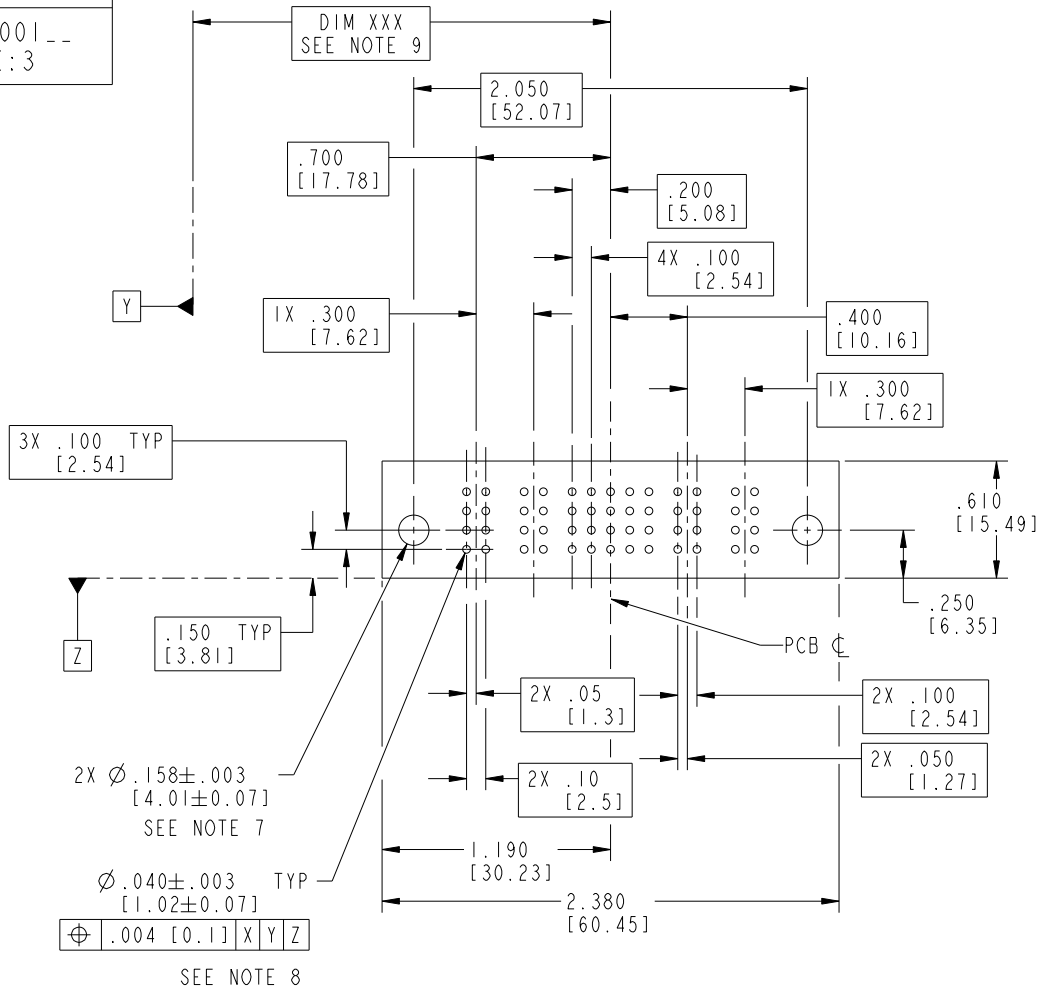 001__
:3
DIM XXX
SEE NOTE 9
2.050
[52.07]
.700
[17.78]
.200
[5.08]
4X .100
[2.54]
Y
1X .300
[7.62]
.400
[10.16]
1X .300
[7.62]
3X .100 TYP
[2.54]
.610
[15.49]
.250
[6.35]
.150 TYP
[3.81]
Z
PCB ℄
2X .05
[1.3]
2X .100
[2.54]
2X .050
[1.27]
2X .10
[2.5]
2X Ø.158±.003
[4.01±0.07]
SEE NOTE 7
1.190
[30.23]
Ø.040±.003 TYP
[1.02±0.07]
⌖ .004 [0.1] X Y Z
2.380
[60.45]
SEE NOTE 8